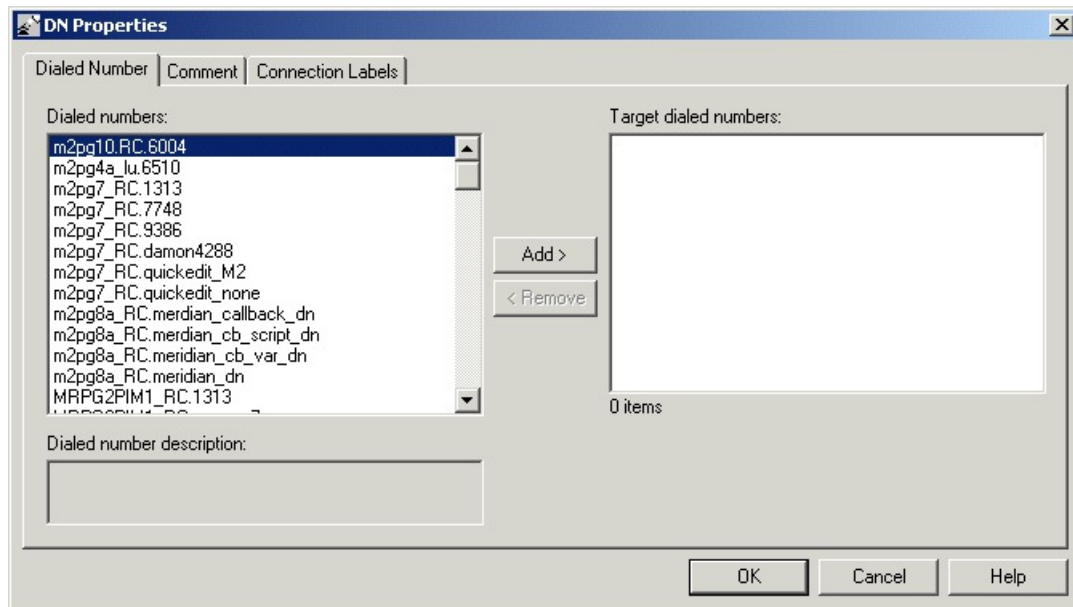 DN Properties
Dialed Number Comment Connection Labels
Dialed numbers:
m2pg10.RC.6004
m2pg4a_lu.6510
m2pg7_RC.1313
m2pg7_RC.7748
m2pg7_RC.9386
m2pg7_RC.damon4288
m2pg7_RC.quickedit_M2
m2pg7_RC.quickedit_none
m2pg8a_RC.merdian_callback_dn
m2pg8a_RC.merdian_cb_script_dn
m2pg8a_RC.meridian_cb_var_dn
m2pg8a_RC.meridian_dn
MRPG2PIM1_RC.1313
Add >
< Remove
Target dialed numbers:
0 items
Dialed number description:
OK Cancel Help